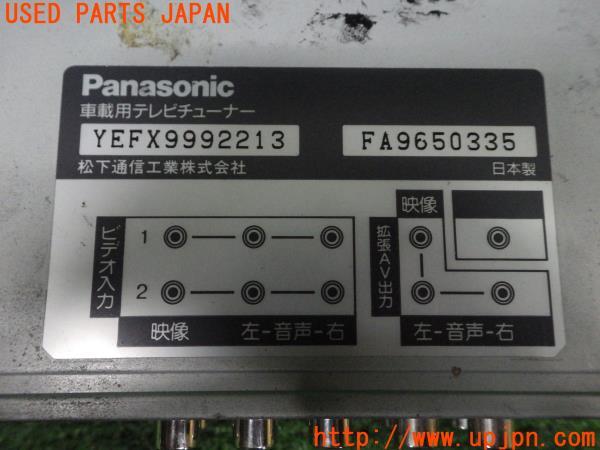 USED PARTS JAPAN
Panasonic
車載用テレビチューナー
YEFX9992213 FA9650335
松下通信工業株式会社 日本製
ビデオ入力
1
2
映像 左-音声-右
拡張AV出力
映像
左-音声-右
UPJ
www.upjpn.com